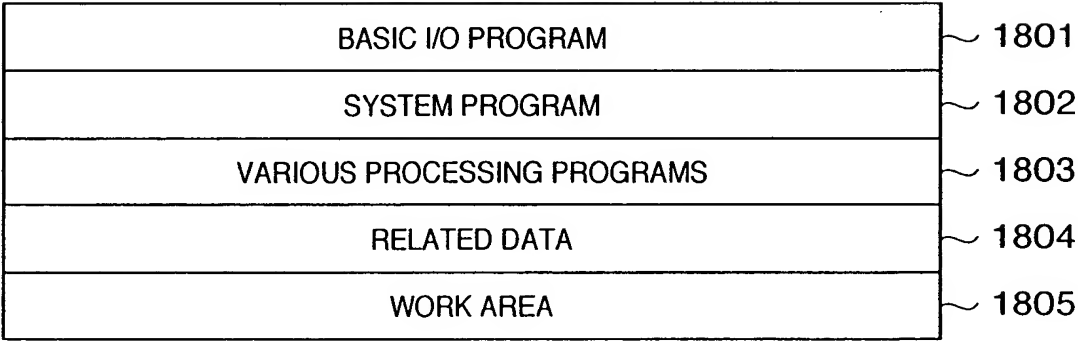 BASIC I/O PROGRAM 1801
SYSTEM PROGRAM 1802
VARIOUS PROCESSING PROGRAMS 1803
RELATED DATA 1804
WORK AREA 1805